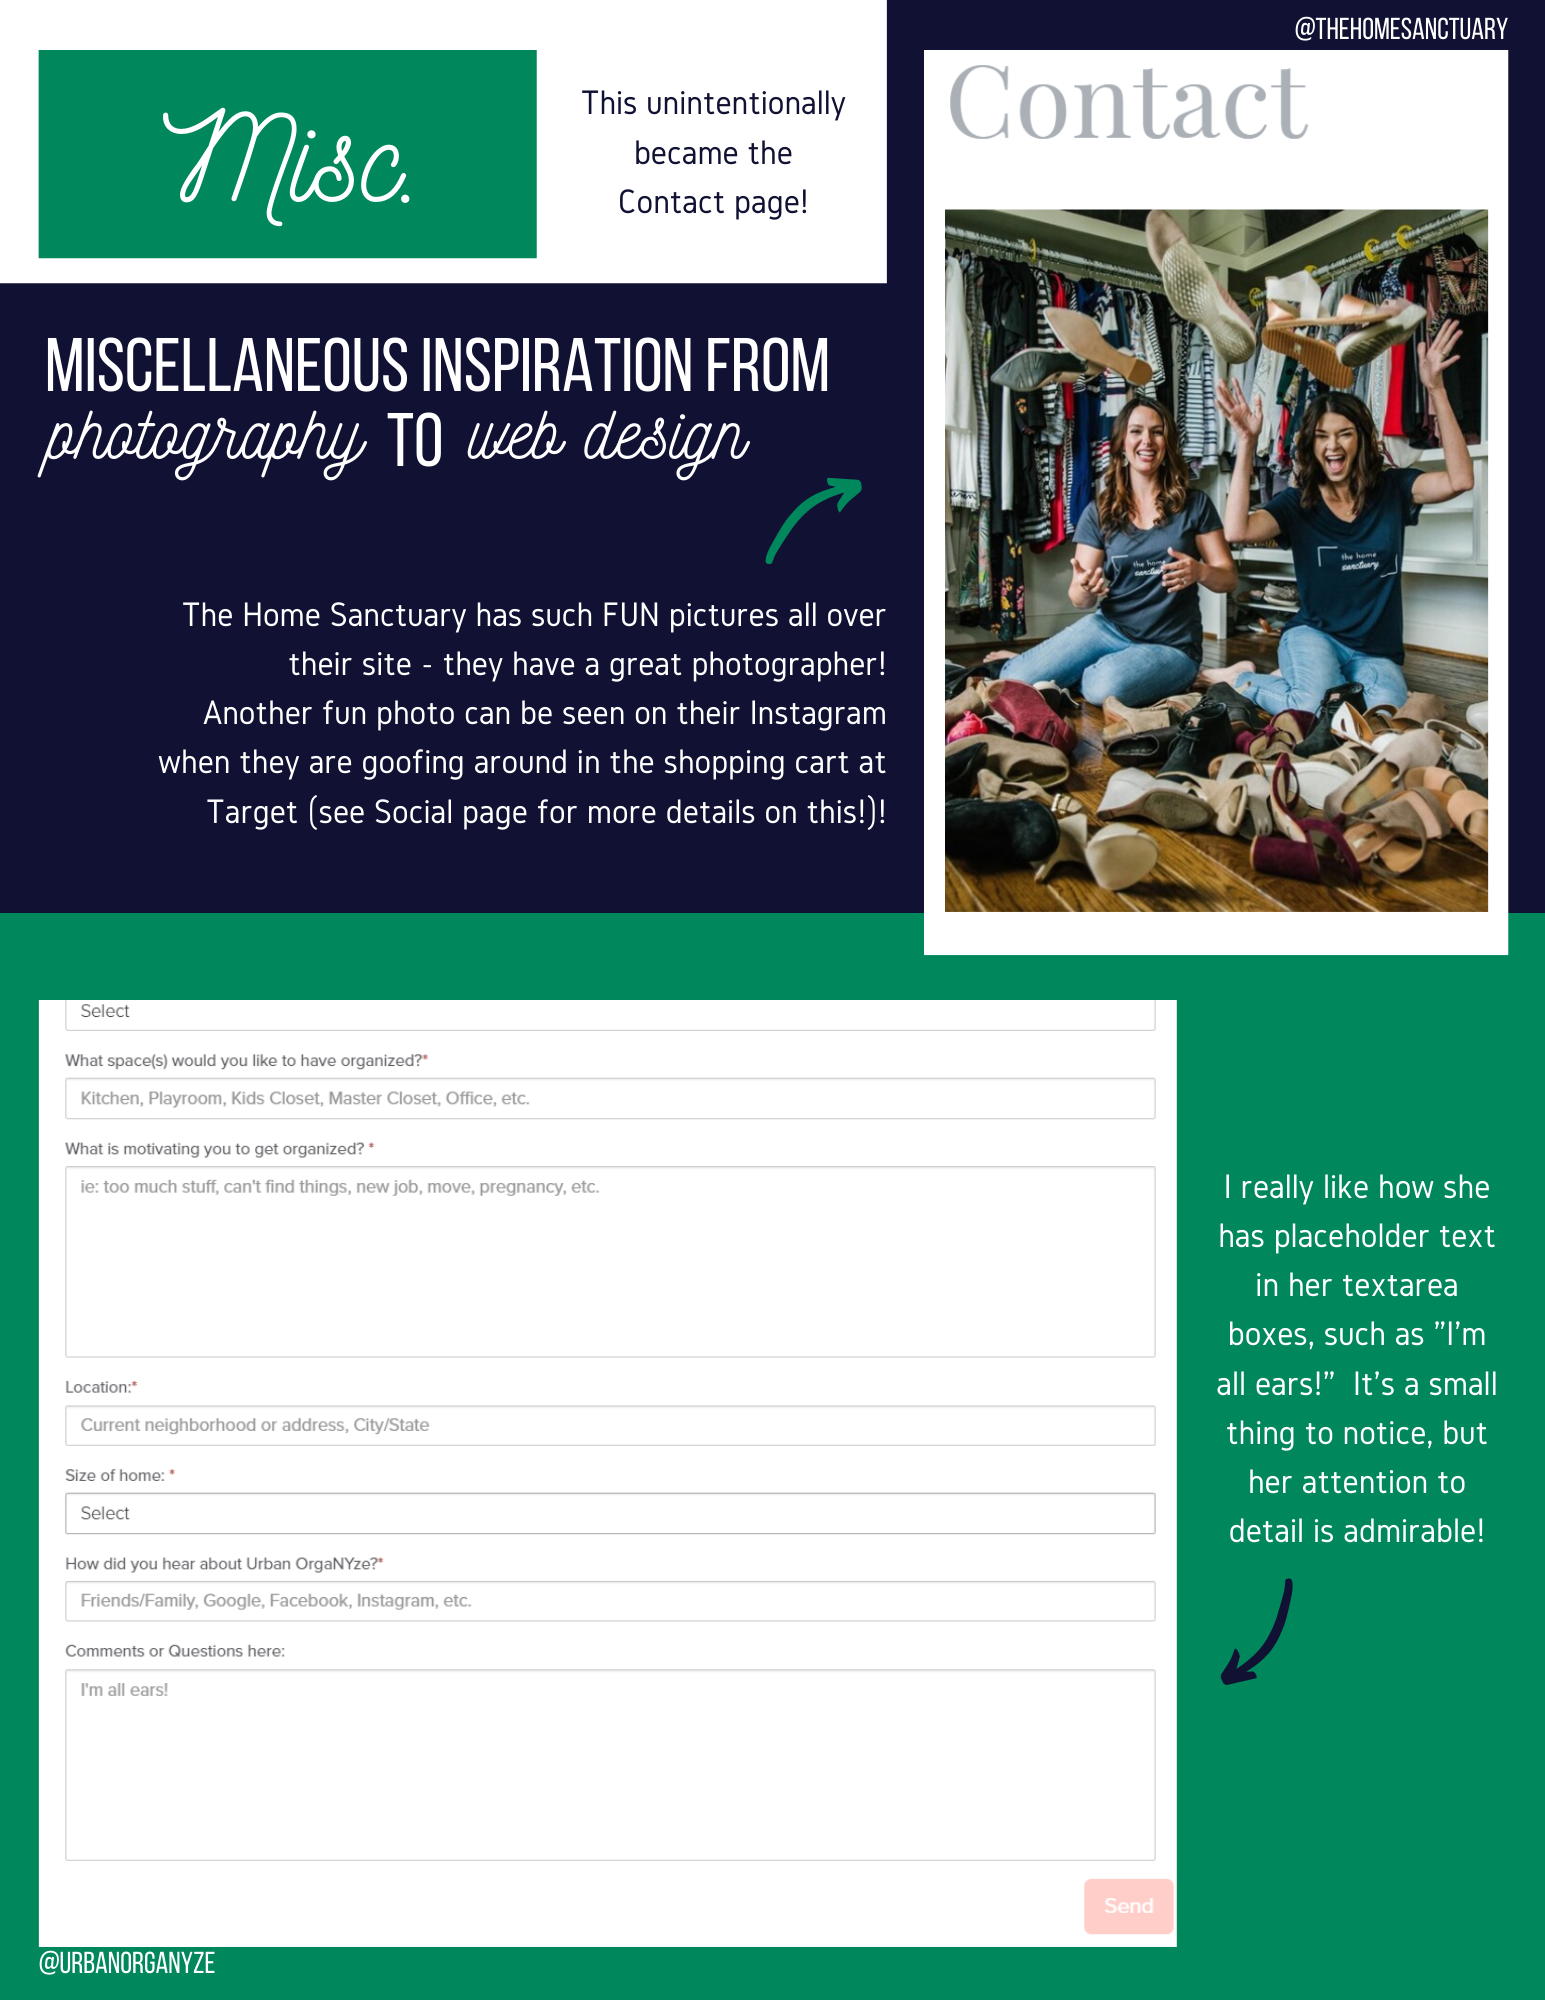 Misc.
This unintentionally
became the
Contact page!
MISCELLANEOUS INSPIRATION FROM
photography TO web design
The Home Sanctuary has such FUN pictures all over
their site - they have a great photographer!
Another fun photo can be seen on their Instagram
when they are goofing around in the shopping cart at
Target (see Social page for more details on this!)!
@THEHOMESANCTUARY
Contact
the home
sanctuary
the home
sanctuary
Select
What space(s) would you like to have organized?*
Kitchen, Playroom, Kids Closet, Master Closet, Office, etc.
What is motivating you to get organized? *
ie: too much stuff, can't find things, new job, move, pregnancy, etc.
Location:*
Current neighborhood or address, City/State
Size of home: *
Select
How did you hear about Urban OrgaNYze?*
Friends/Family, Google, Facebook, Instagram, etc.
Comments or Questions here:
I'm all ears!
Send
@URBANORGANYZE
I really like how she
has placeholder text
in her textarea
boxes, such as "I'm
all ears!" It's a small
thing to notice, but
her attention to
detail is admirable!